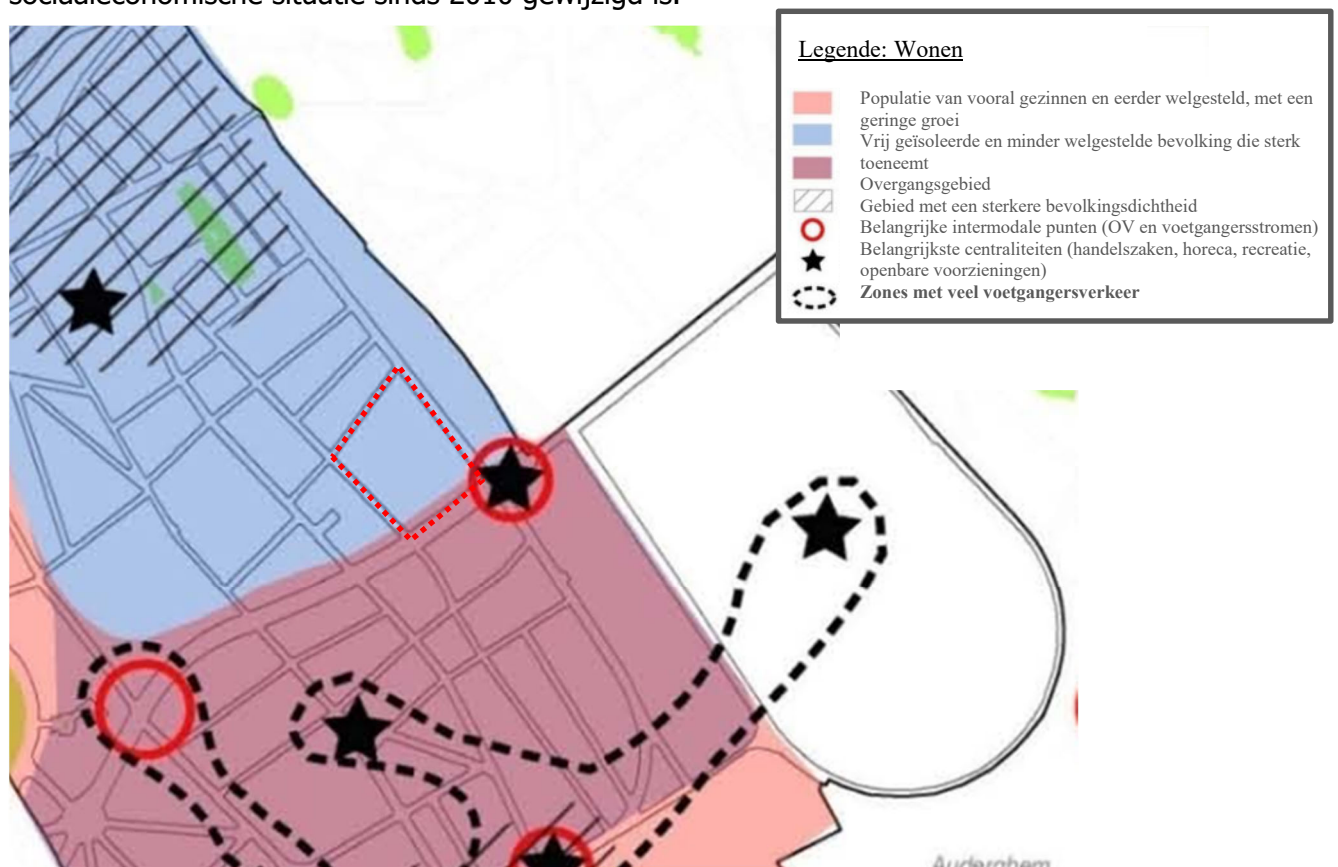 sociaaleconomische situatie sinds 2016 gewijzigd is.
Legende: Wonen
Populatie van vooral gezinnen en eerder welgesteld, met een
geringe groei
Vrij geïsoleerde en minder welgestelde bevolking die sterk
toeneemt
Overgangsgebied
Gebied met een sterkere bevolkingsdichtheid
Belangrijke intermodale punten (OV en voetgangersstromen)
Belangrijkste centraliteiten (handelszaken, horeca, recreatie,
openbare voorzieningen)
Zones met veel voetgangersverkeer
Auderghem